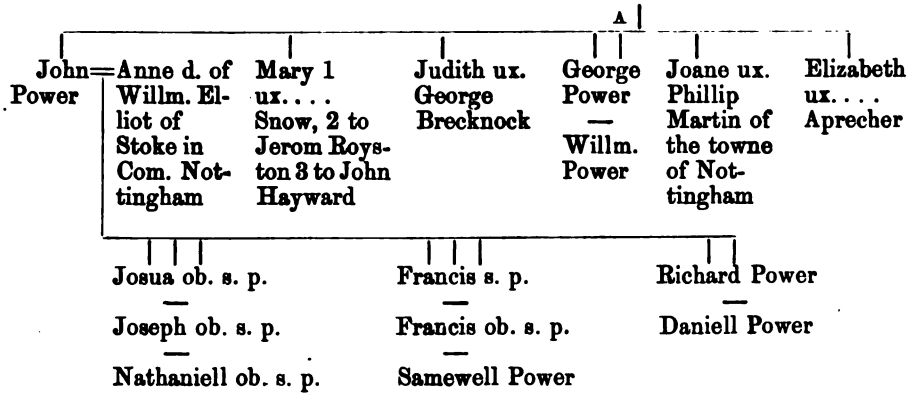 A
John=Anne d. of
Power Willm. El-
liot of
Stoke in
Com. Not-
tingham
Mary 1
ux. . . .
Snow, 2 to
Jerom Roys-
ton 3 to John
Hayward
Judith ux.
George
Brecknock
George
Power
—
Willm.
Power
Joane ux.
Phillip
Martin of
the towne
of Not-
tingham
Elizabeth
ux. . . .
Aprecher
Josua ob. s. p.
—
Joseph ob. s. p.
—
Nathaniell ob. s. p.
Francis s. p.
—
Francis ob. s. p.
—
Samewell Power
Richard Power
—
Daniell Power